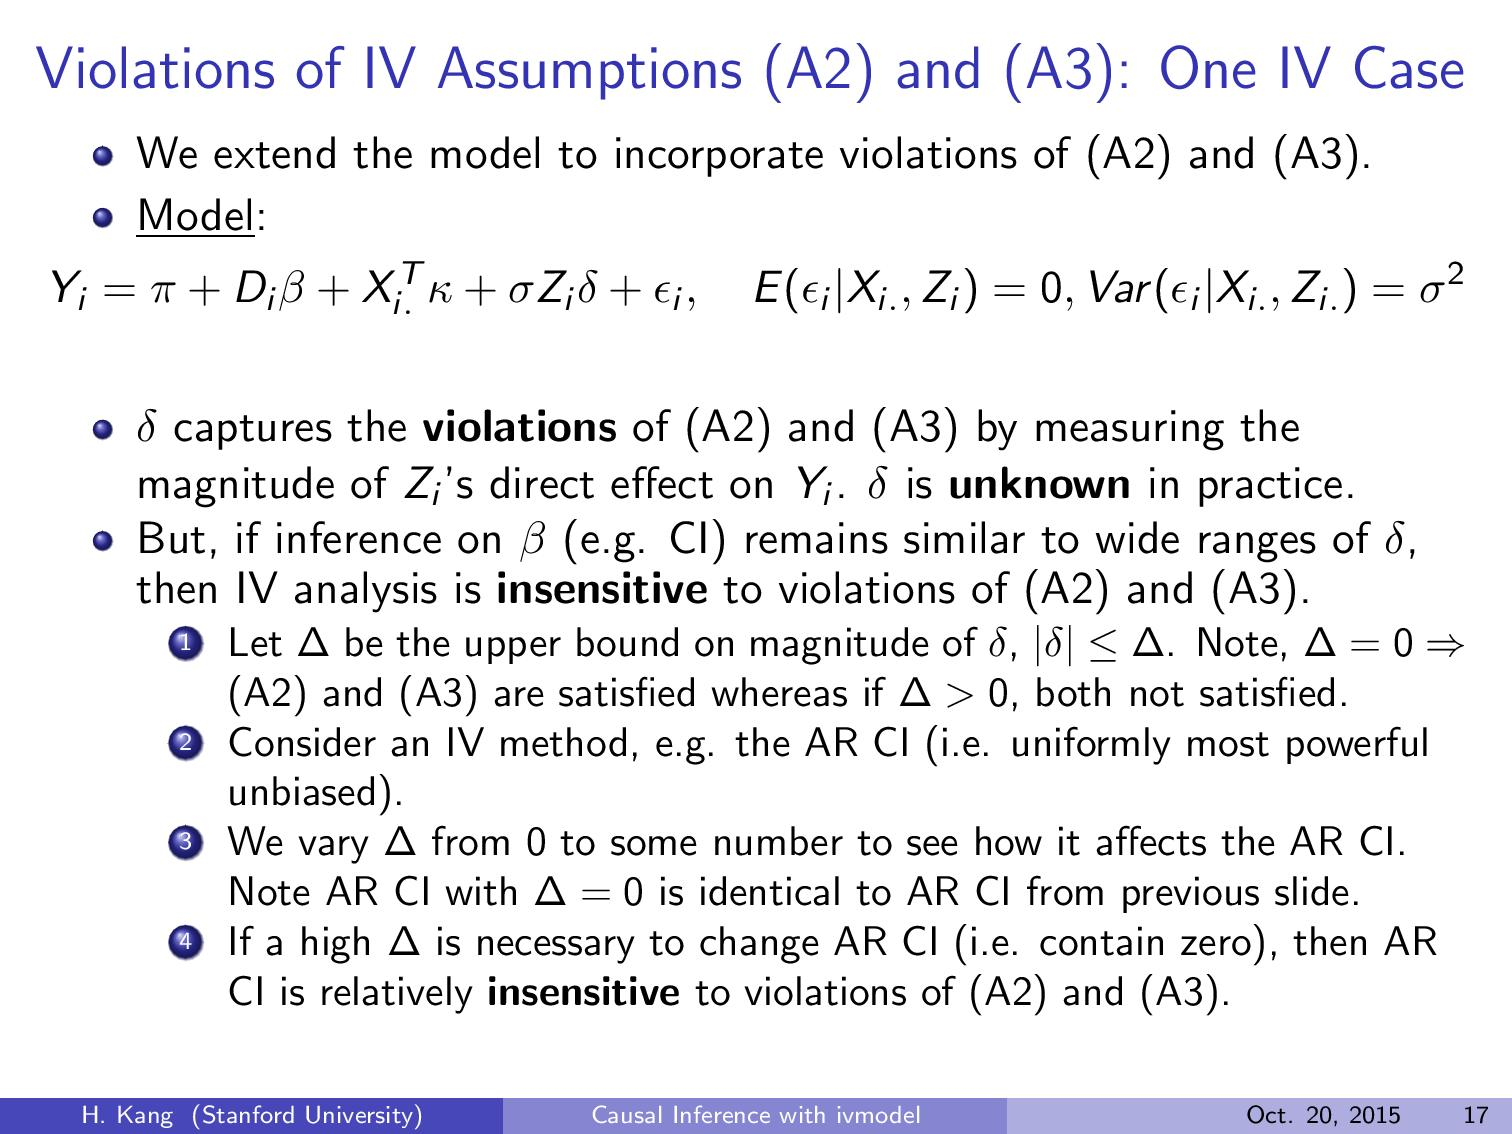 Violations of IV Assumptions (A2) and (A3): One IV Case
We extend the model to incorporate violations of (A2) and (A3).
Model:
Y_i = π + D_iβ + X_{i.}^T κ + σZ_iδ + ϵ_i, E(ϵ_i|X_{i.}, Z_i) = 0, Var(ϵ_i|X_{i.}, Z_{i.}) = σ^2
δ captures the violations of (A2) and (A3) by measuring the
magnitude of Z_i's direct effect on Y_i. δ is unknown in practice.
But, if inference on β (e.g. CI) remains similar to wide ranges of δ,
then IV analysis is insensitive to violations of (A2) and (A3).
1 Let Δ be the upper bound on magnitude of δ, |δ| ≤ Δ. Note, Δ = 0 ⇒
(A2) and (A3) are satisfied whereas if Δ > 0, both not satisfied.
2 Consider an IV method, e.g. the AR CI (i.e. uniformly most powerful
unbiased).
3 We vary Δ from 0 to some number to see how it affects the AR CI.
Note AR CI with Δ = 0 is identical to AR CI from previous slide.
4 If a high Δ is necessary to change AR CI (i.e. contain zero), then AR
CI is relatively insensitive to violations of (A2) and (A3).
H. Kang (Stanford University) Causal Inference with ivmodel Oct. 20, 2015 17